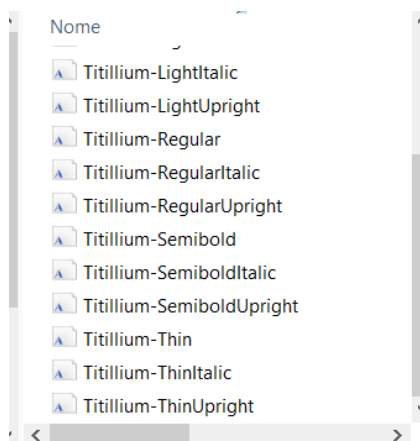 Nome
Titillium-LightItalic
Titillium-LightUpright
Titillium-Regular
Titillium-RegularItalic
Titillium-RegularUpright
Titillium-Semibold
Titillium-SemiboldItalic
Titillium-SemiboldUpright
Titillium-Thin
Titillium-ThinItalic
Titillium-ThinUpright